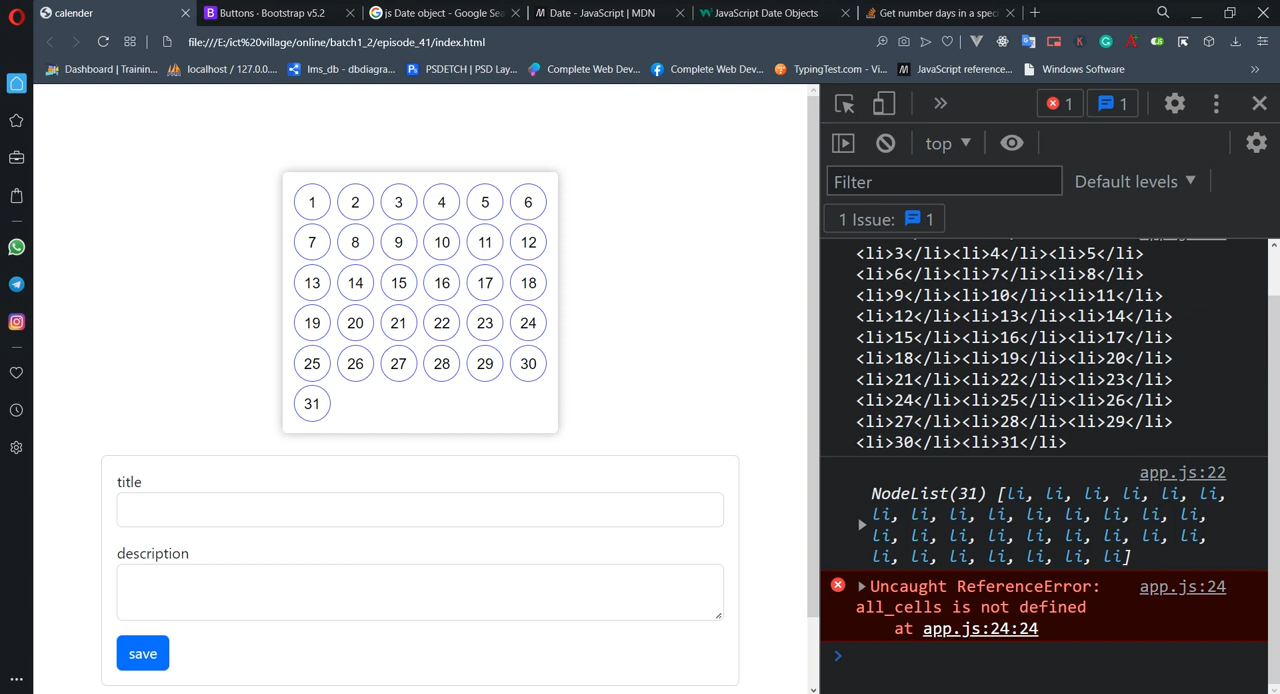 calender
Buttons · Bootstrap v5.2
js Date object - Google Sea
Date - JavaScript | MDN
JavaScript Date Objects
Get number days in a speci
file:///E:/ict%20village/online/batch1_2/episode_41/index.html
Dashboard | Trainin...
localhost / 127.0.0....
lms_db - dbdiagra...
PSDETCH | PSD Lay...
Complete Web Dev...
Complete Web Dev...
TypingTest.com - Vi...
JavaScript reference...
Windows Software
1 2 3 4 5 6
7 8 9 10 11 12
13 14 15 16 17 18
19 20 21 22 23 24
25 26 27 28 29 30
31
title
description
save
1
1
top
Filter
Default levels
1 Issue: 1
<li>3</li><li>4</li><li>5</li>
<li>6</li><li>7</li><li>8</li>
<li>9</li><li>10</li><li>11</li>
<li>12</li><li>13</li><li>14</li>
<li>15</li><li>16</li><li>17</li>
<li>18</li><li>19</li><li>20</li>
<li>21</li><li>22</li><li>23</li>
<li>24</li><li>25</li><li>26</li>
<li>27</li><li>28</li><li>29</li>
<li>30</li><li>31</li>
app.js:22
NodeList(31) [li, li, li, li, li, li,
li, li, li, li, li, li, li, li, li,
li, li, li, li, li, li, li, li, li,
li, li, li, li, li, li, li]
Uncaught ReferenceError: app.js:24
all_cells is not defined
at app.js:24:24